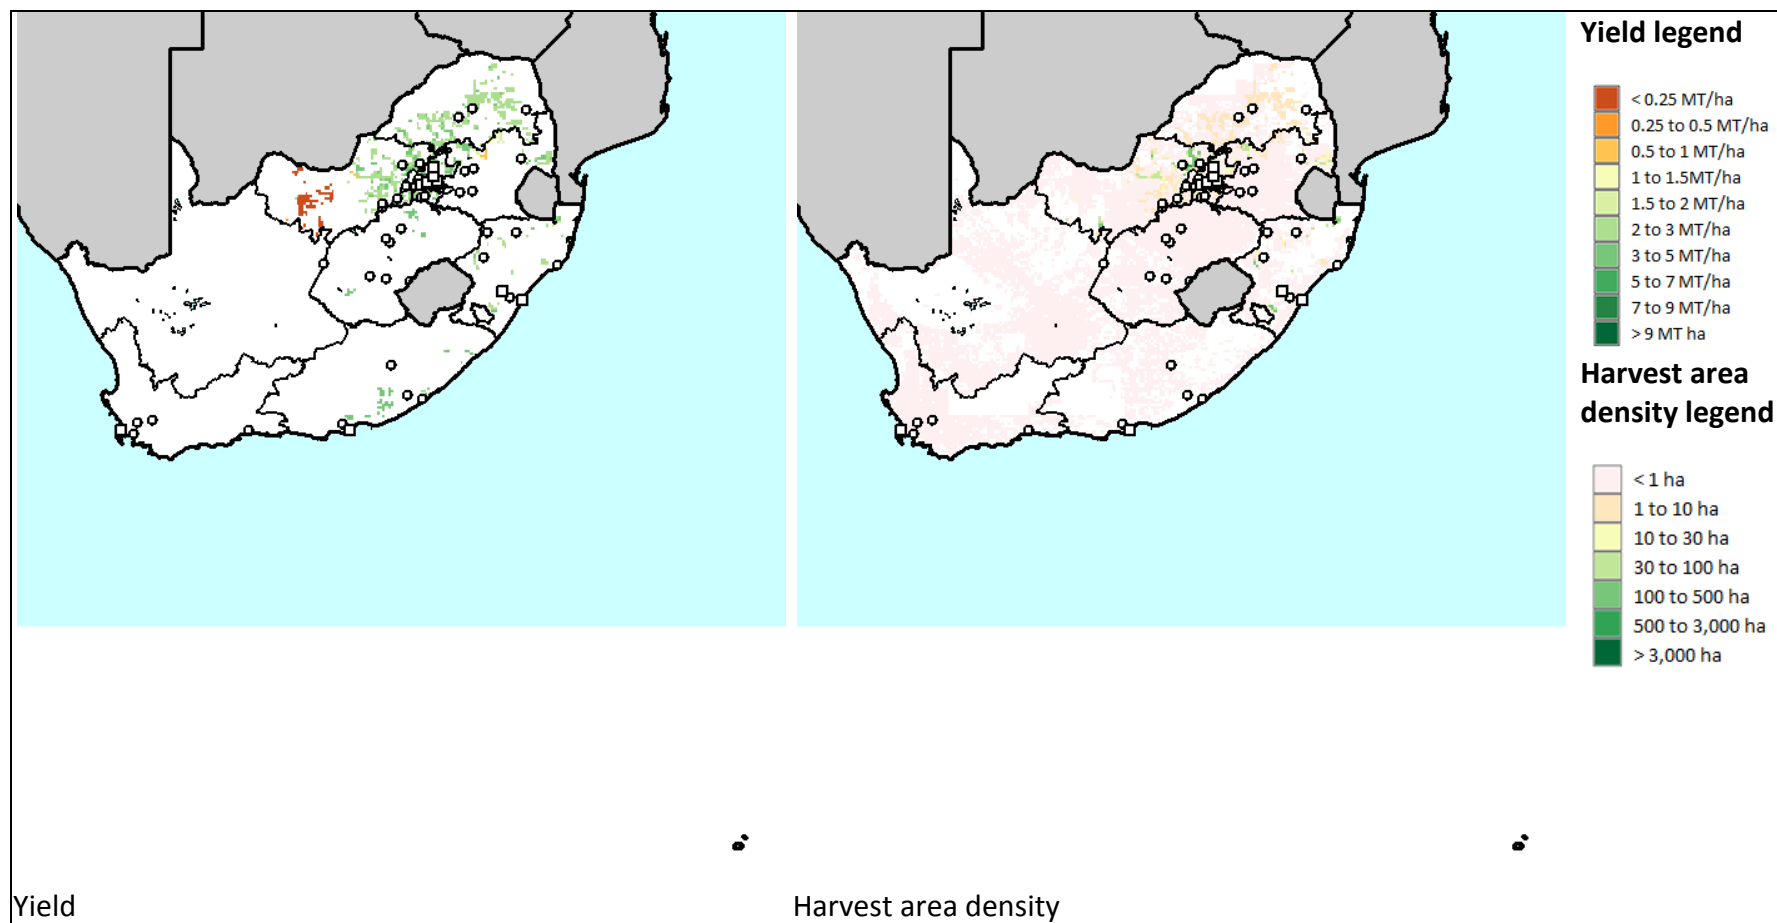 Yield legend
< 0.25 MT/ha
0.25 to 0.5 MT/ha
0.5 to 1 MT/ha
1 to 1.5MT/ha
1.5 to 2 MT/ha
2 to 3 MT/ha
3 to 5 MT/ha
5 to 7 MT/ha
7 to 9 MT/ha
> 9 MT ha
Harvest area
density legend
< 1 ha
1 to 10 ha
10 to 30 ha
30 to 100 ha
100 to 500 ha
500 to 3,000 ha
> 3,000 ha
Yield
Harvest area density